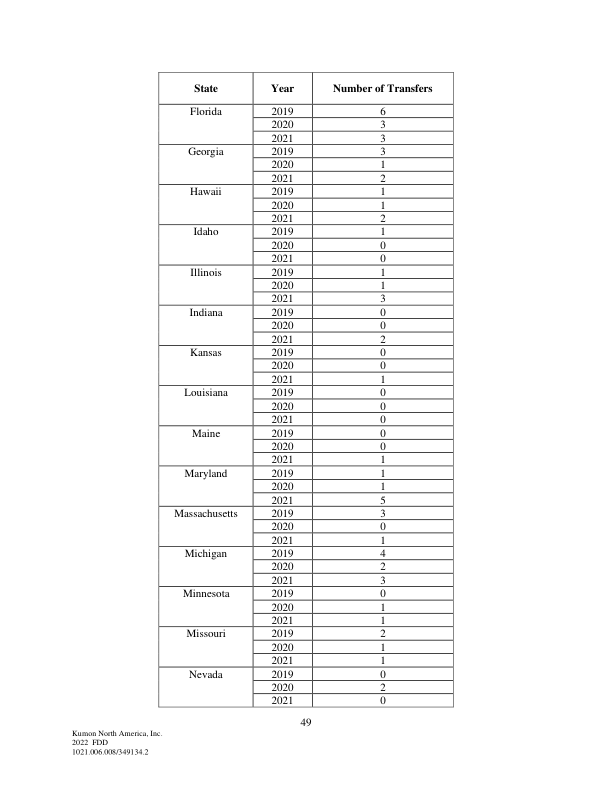 State Year Number of Transfers
Florida 2019 6
2020 3
2021 3
Georgia 2019 3
2020 1
2021 2
Hawaii 2019 1
2020 1
2021 2
Idaho 2019 1
2020 0
2021 0
Illinois 2019 1
2020 1
2021 3
Indiana 2019 0
2020 0
2021 2
Kansas 2019 0
2020 0
2021 1
Louisiana 2019 0
2020 0
2021 0
Maine 2019 0
2020 0
2021 1
Maryland 2019 1
2020 1
2021 5
Massachusetts 2019 3
2020 0
2021 1
Michigan 2019 4
2020 2
2021 3
Minnesota 2019 0
2020 1
2021 1
Missouri 2019 2
2020 1
2021 1
Nevada 2019 0
2020 2
2021 0
49
Kumon North America, Inc.
2022 FDD
1021.006.008/349134.2